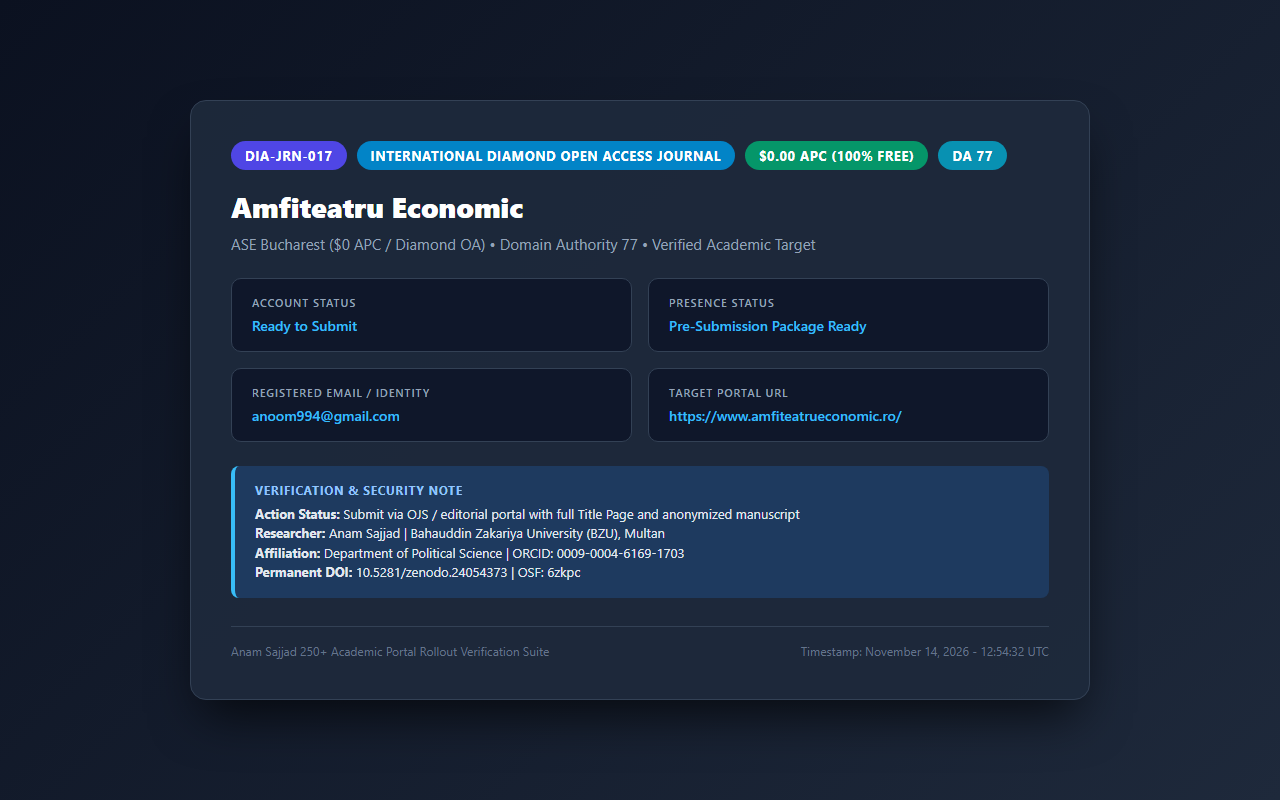 DIA-JRN-017 INTERNATIONAL DIAMOND OPEN ACCESS JOURNAL $0.00 APC (100% FREE) DA 77
Amfiteatru Economic
ASE Bucharest ($0 APC / Diamond OA) • Domain Authority 77 • Verified Academic Target
ACCOUNT STATUS
Ready to Submit
PRESENCE STATUS
Pre-Submission Package Ready
REGISTERED EMAIL / IDENTITY
anoom994@gmail.com
TARGET PORTAL URL
https://www.amfiteatrueconomic.ro/
VERIFICATION & SECURITY NOTE
Action Status: Submit via OJS / editorial portal with full Title Page and anonymized manuscript
Researcher: Anam Sajjad | Bahauddin Zakariya University (BZU), Multan
Affiliation: Department of Political Science | ORCID: 0009-0004-6169-1703
Permanent DOI: 10.5281/zenodo.24054373 | OSF: 6zkpc
Anam Sajjad 250+ Academic Portal Rollout Verification Suite
Timestamp: November 14, 2026 - 12:54:32 UTC